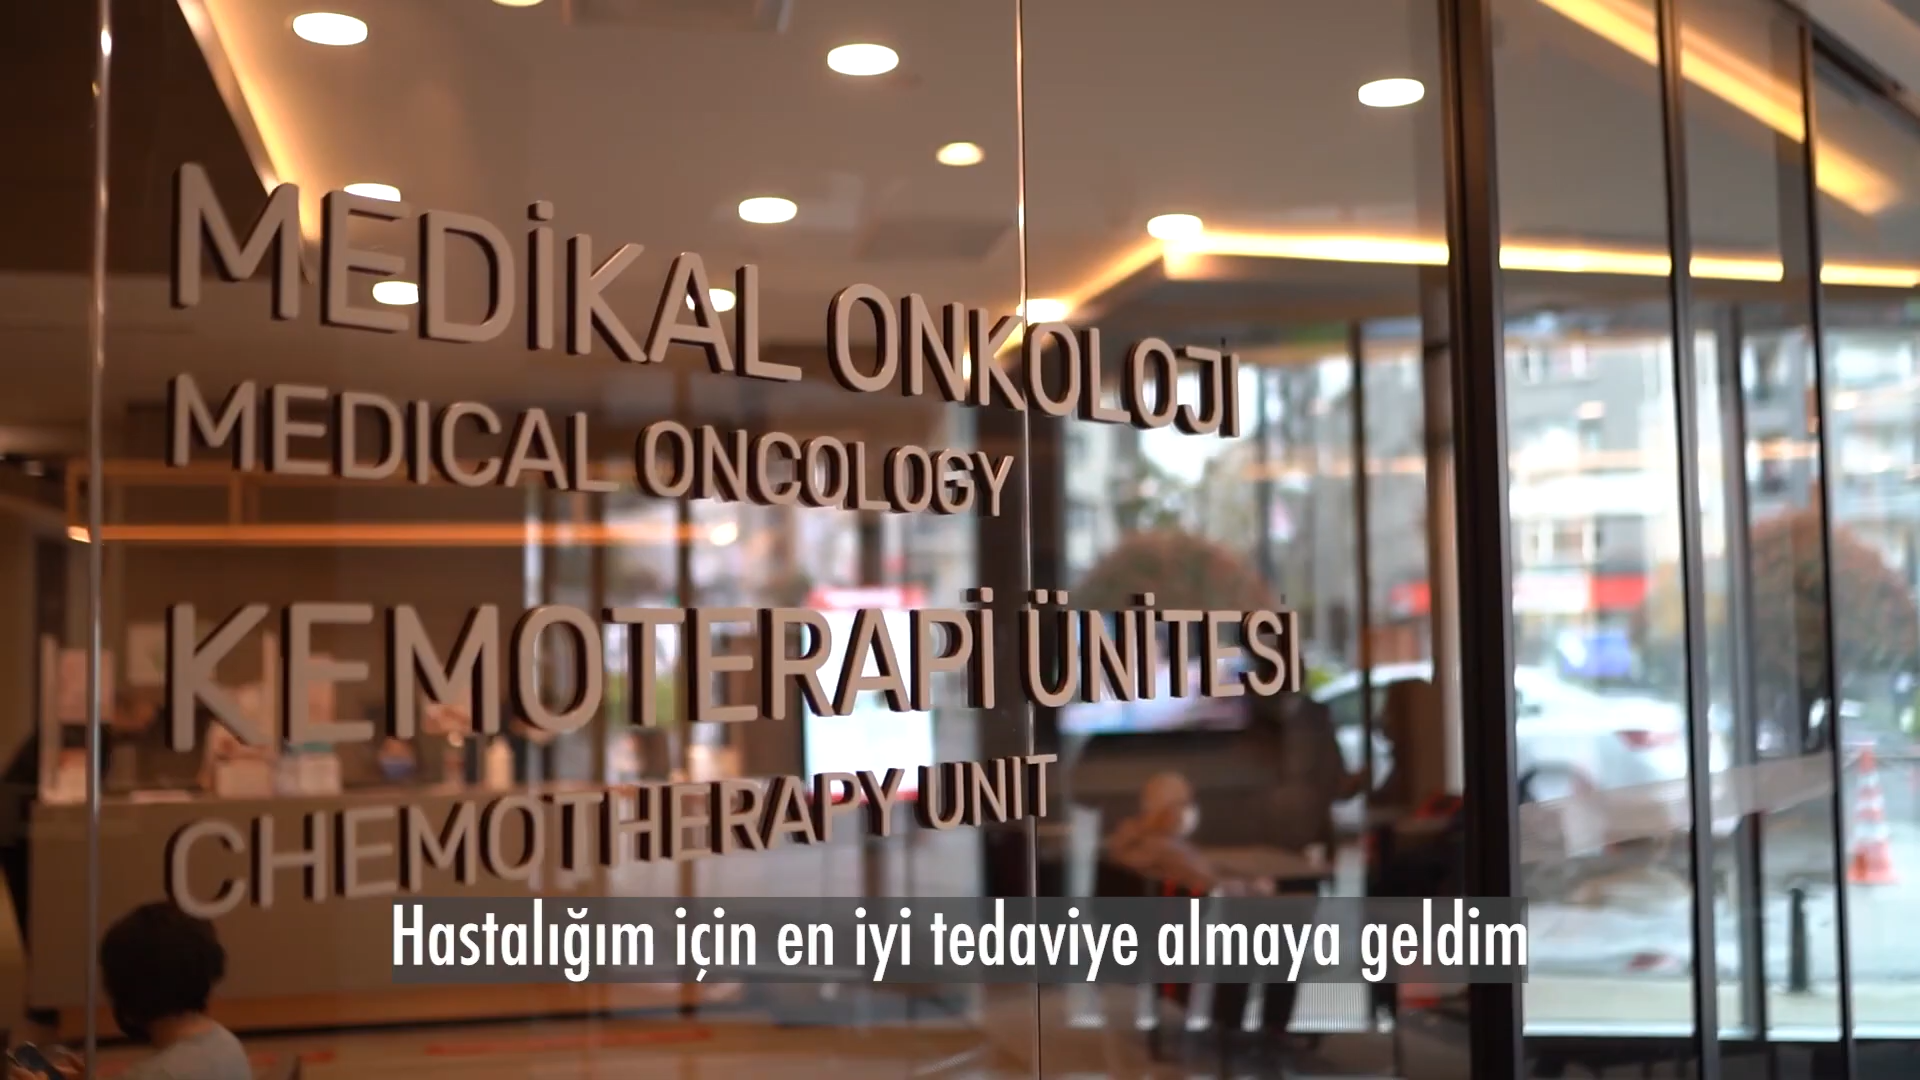 MEDİKAL ONKOLOJİ
MEDICAL ONCOLOGY
KEMOTERAPİ ÜNİTESİ
CHEMOTHERAPY UNIT
Hastalığım için en iyi tedaviye almaya geldim